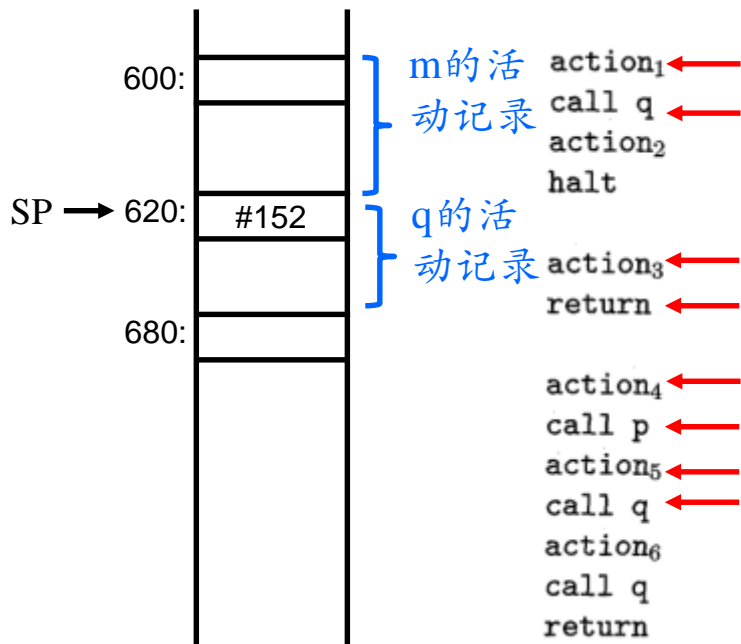 600:
SP
620:
#152
680:
m的活
动记录
q的活
动记录
action₁
call q
action₂
halt
action₃
return
action₄
call p
action₅
call q
action₆
call q
return